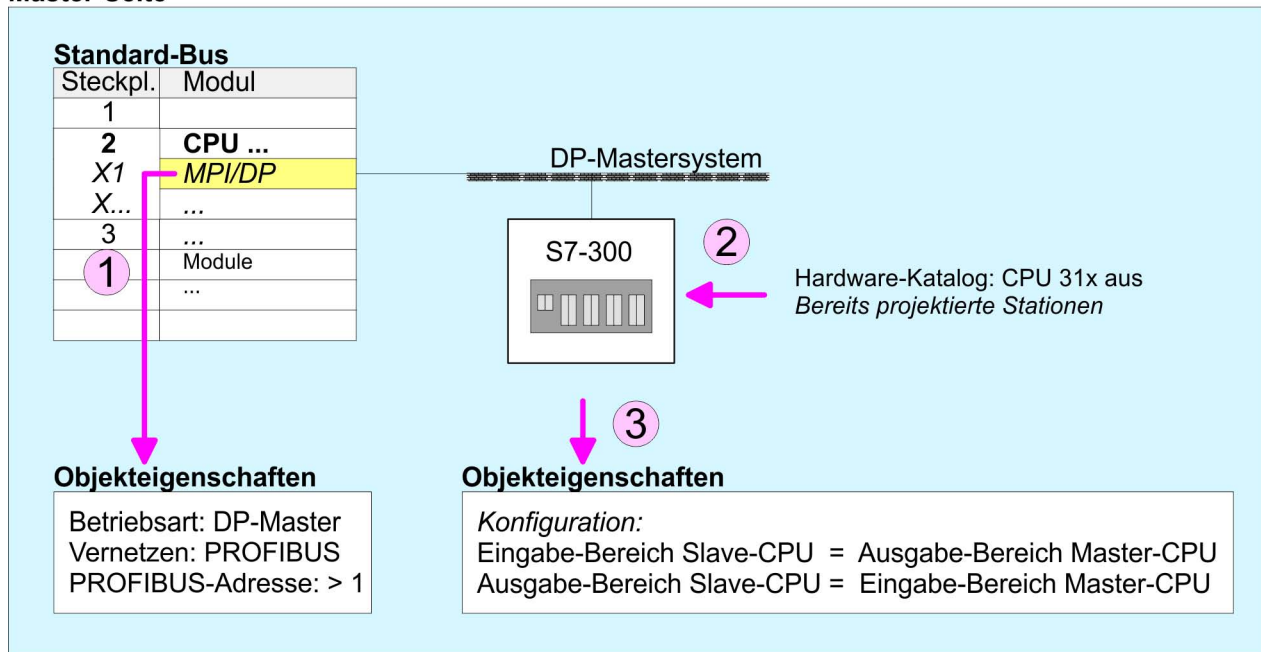 Standard-Bus
Steckpl. Modul
1
2 CPU ...
X1 MPI/DP
X... ...
3 ...
1 Module
...
DP-Mastersystem
S7-300
2
Hardware-Katalog: CPU 31x aus
Bereits projektierte Stationen
3
Objekteigenschaften
Betriebsart: DP-Master
Vernetzen: PROFIBUS
PROFIBUS-Adresse: > 1
Objekteigenschaften
Konfiguration:
Eingabe-Bereich Slave-CPU = Ausgabe-Bereich Master-CPU
Ausgabe-Bereich Slave-CPU = Eingabe-Bereich Master-CPU